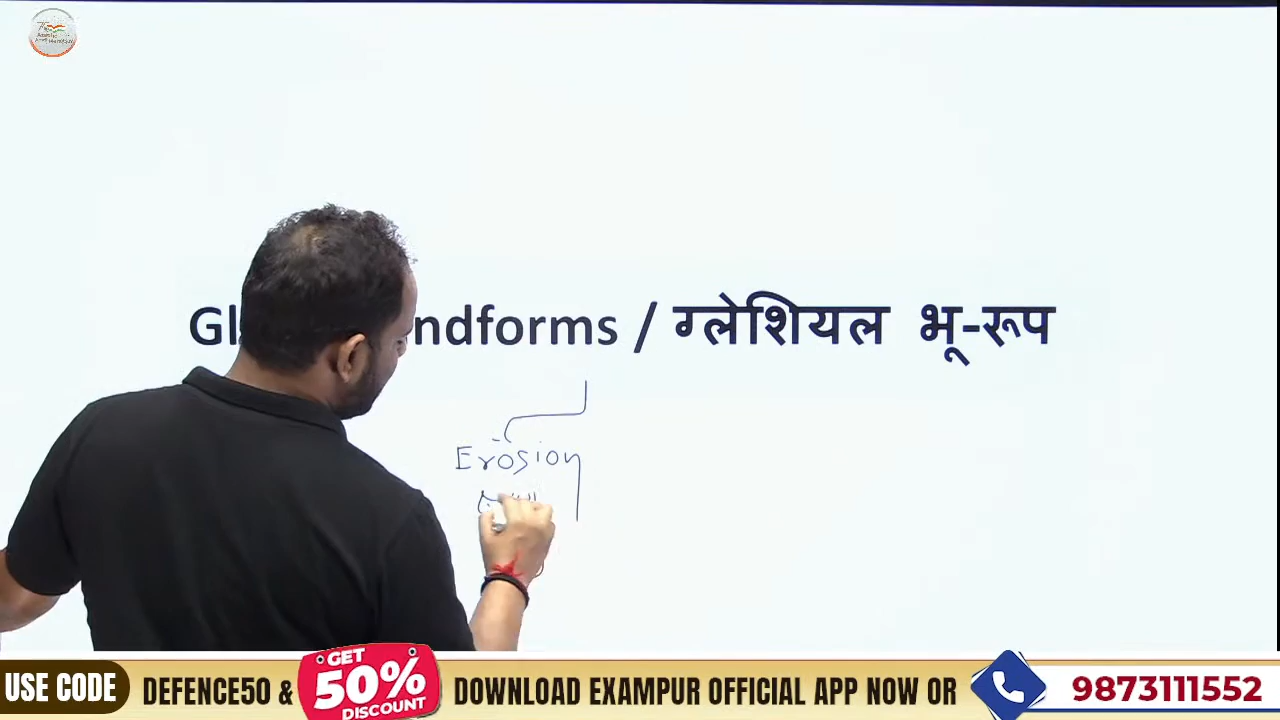 Gl ndforms / ग्लेशियल भू-रूप
Erosion
USE CODE DEFENCE50 & GET 50% DISCOUNT DOWNLOAD EXAMPUR OFFICIAL APP NOW OR 9873111552